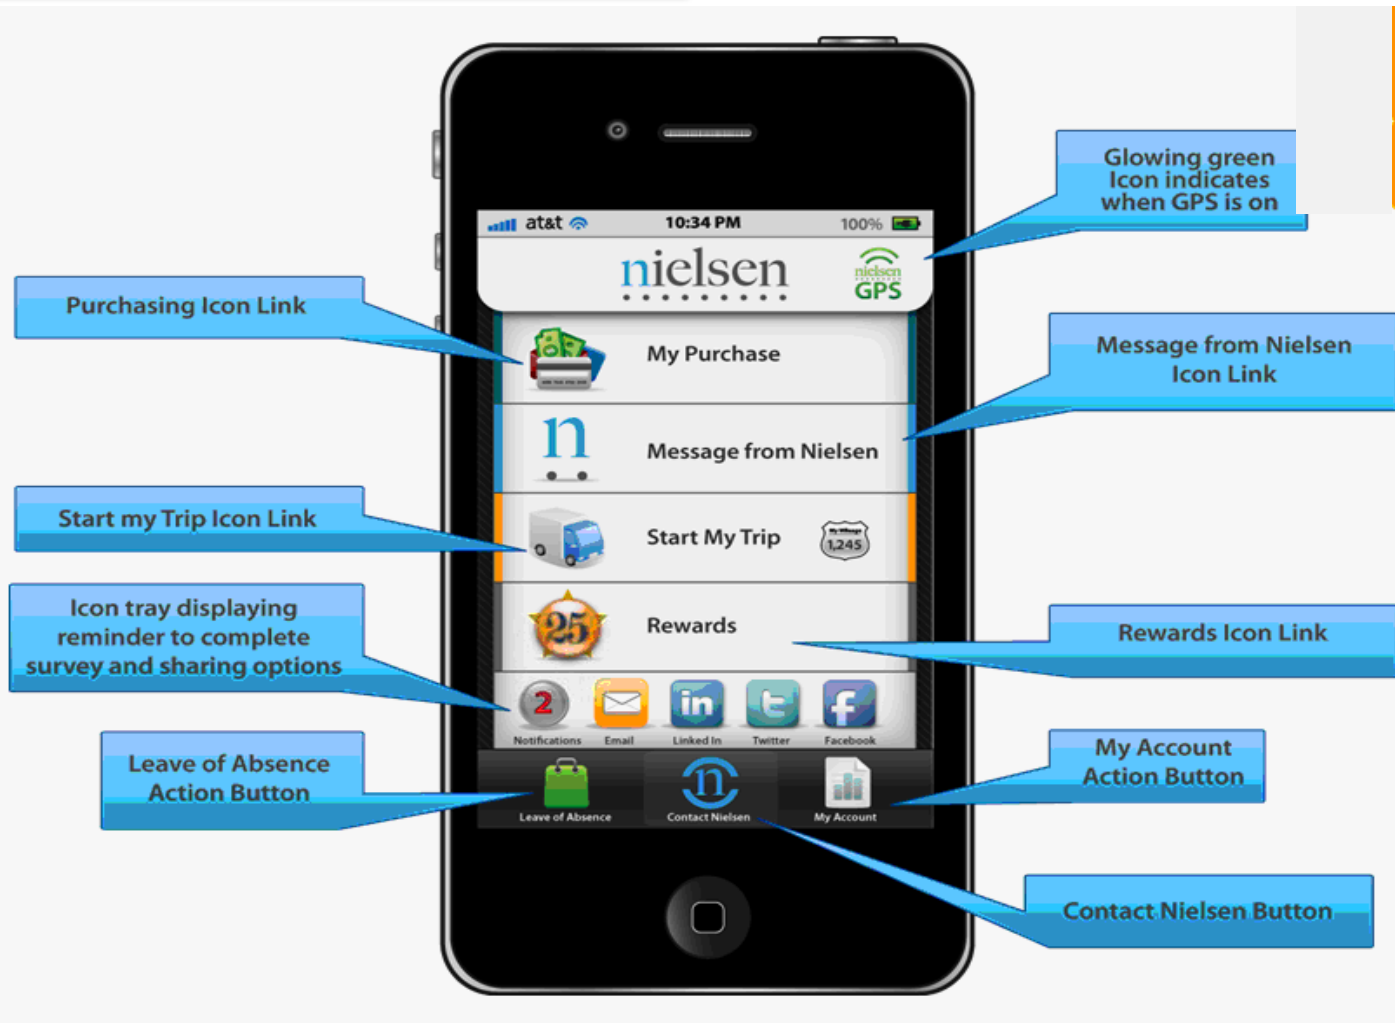 Glowing green
Icon indicates
when GPS is on
at&t
10:34 PM
100%
nielsen
nielsen
GPS
Purchasing Icon Link
My Purchase
Message from Nielsen
Icon Link
n
Message from Nielsen
Start my Trip Icon Link
Start My Trip
My Mileage
1,245
Icon tray displaying
reminder to complete
survey and sharing options
25
Rewards
Rewards Icon Link
2
in
t
f
Notifications
Email
Linked In
Twitter
Facebook
Leave of Absence
Action Button
n
My Account
Action Button
Leave of Absence
Contact Nielsen
My Account
Contact Nielsen Button